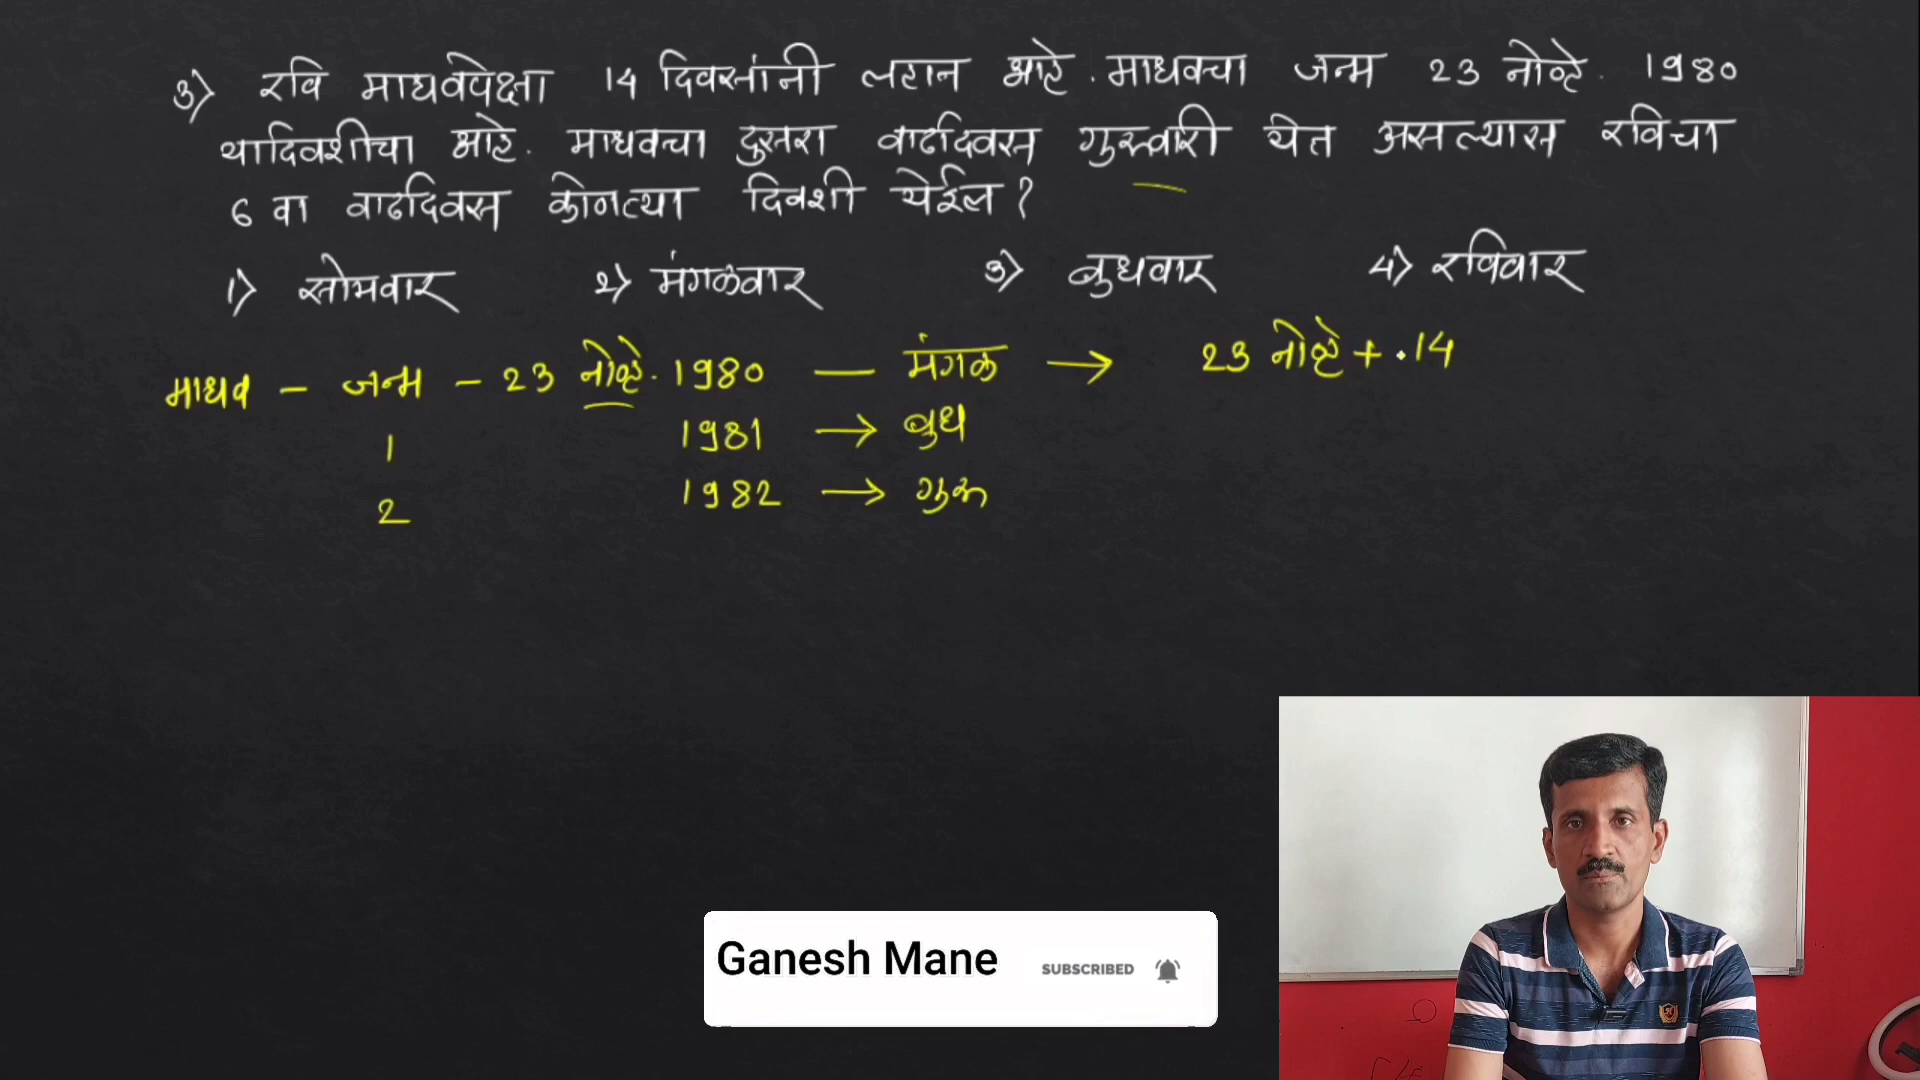 3) रवि माधवपेक्षा 14 दिवसांनी लहान आहे. माधवचा जन्म 23 नोव्हे. 1980
यादिवशीचा आहे. माधवचा दुसरा वाढदिवस गुरुवारी येत असल्यास रविचा
6 वा वाढदिवस कोणत्या दिवशी येईल?
1) सोमवार 2) मंगळवार 3) बुधवार 4) रविवार
माधव - जन्म - 23 नोव्हे. 1980 — मंगळ → 23 नोव्हे + 14
1 1981 → बुध
2 1982 → गुरु
Ganesh Mane SUBSCRIBED